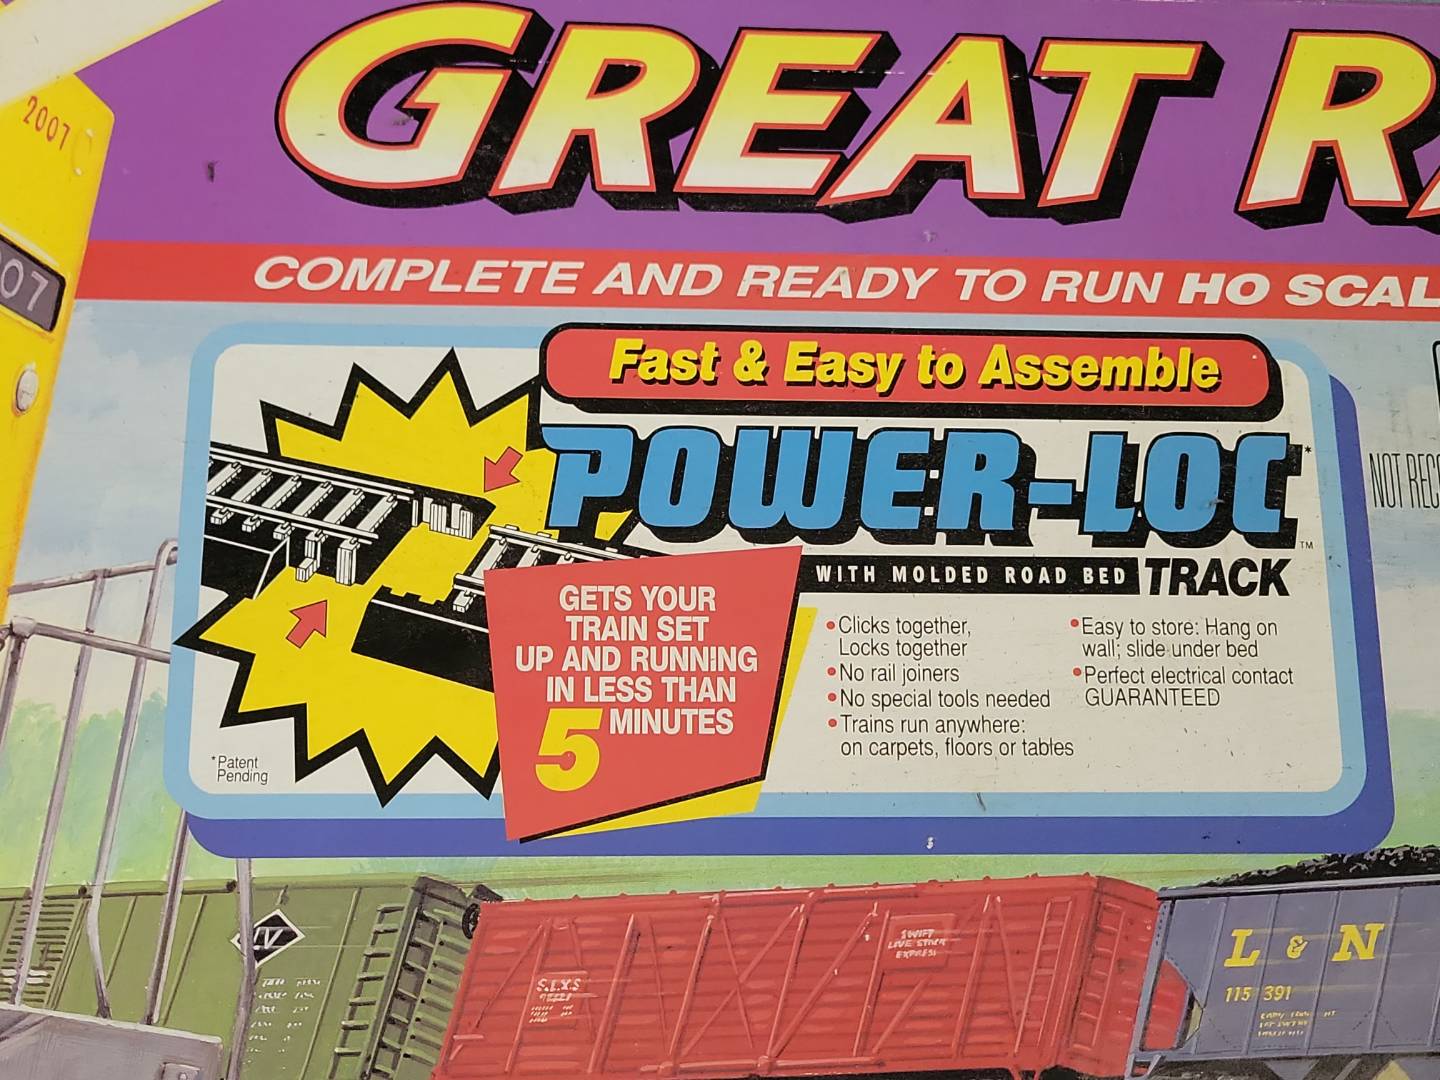 2007
GREAT
COMPLETE AND READY TO RUN HO
07
Fast & Easy to Assemble
POWER-LOC*
TM
WITH MOLDED ROAD BED TRACK
GETS YOUR
TRAIN SET
UP AND RUNNING
IN LESS THAN
5 MINUTES
•Clicks together,
Locks together
•No rail joiners
•No special tools needed
•Trains run anywhere:
on carpets, floors or tables
•Easy to store: Hang on
wall; slide under bed
•Perfect electrical contact
GUARANTEED
*Patent
Pending
NOT
SWIFT
LIVE STOCK
EXPRESS
L & N
115 391